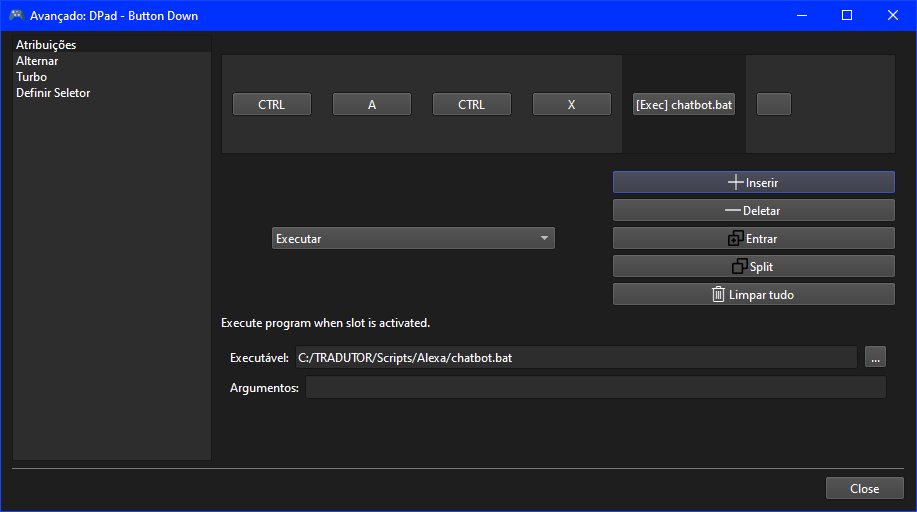 Avançado: DPad - Button Down
Atribuições
Alternar
Turbo
Definir Seletor
CTRL
A
CTRL
X
[Exec] chatbot.bat
Inserir
Deletar
Executar
Entrar
Split
Limpar tudo
Execute program when slot is activated.
Executável: C:/TRADUTOR/Scripts/Alexa/chatbot.bat ...
Argumentos:
Close